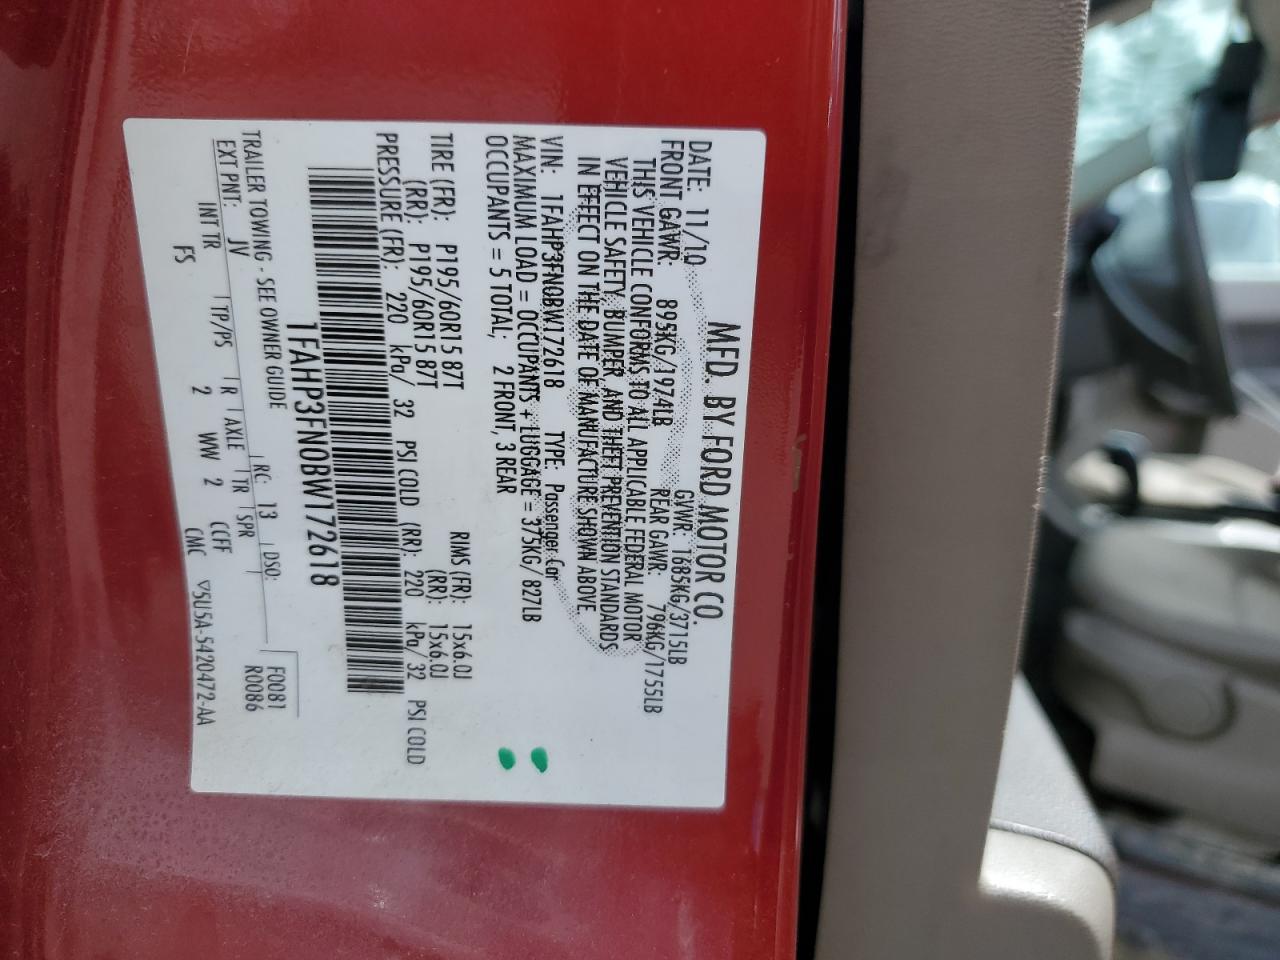 MFD. BY FORD MOTOR CO.
DATE: 11/10 GVWR: 1685KG/3715LB
FRONT GAWR: 895KG/1974LB REAR GAWR: 796KG/1755LB
THIS VEHICLE CONFORMS TO ALL APPLICABLE FEDERAL MOTOR
VEHICLE SAFETY, BUMPER, AND THEFT PREVENTION STANDARDS
IN EFFECT ON THE DATE OF MANUFACTURE SHOWN ABOVE.
VIN: 1FAHP3FN0BW172618 TYPE: Passenger Car
MAXIMUM LOAD = OCCUPANTS + LUGGAGE = 375KG/ 827LB
OCCUPANTS = 5 TOTAL; 2 FRONT, 3 REAR
TIRE (FR): P195/60R15 87T RIMS (FR): 15x6.0J
(RR): P195/60R15 87T (RR): 15x6.0J
PRESSURE (FR): 220 kPa/ 32 PSI COLD (RR): 220 kPa/ 32 PSI COLD
1FAHP3FN0BW172618
TRAILER TOWING - SEE OWNER GUIDE F0081
EXT PNT: JV RC: 13 DSO: R0086
INT TR TP/PS R AXLE TR SPR
FS 2 WW 2 CCFF
CMC ▽5U5A-5420472-AA